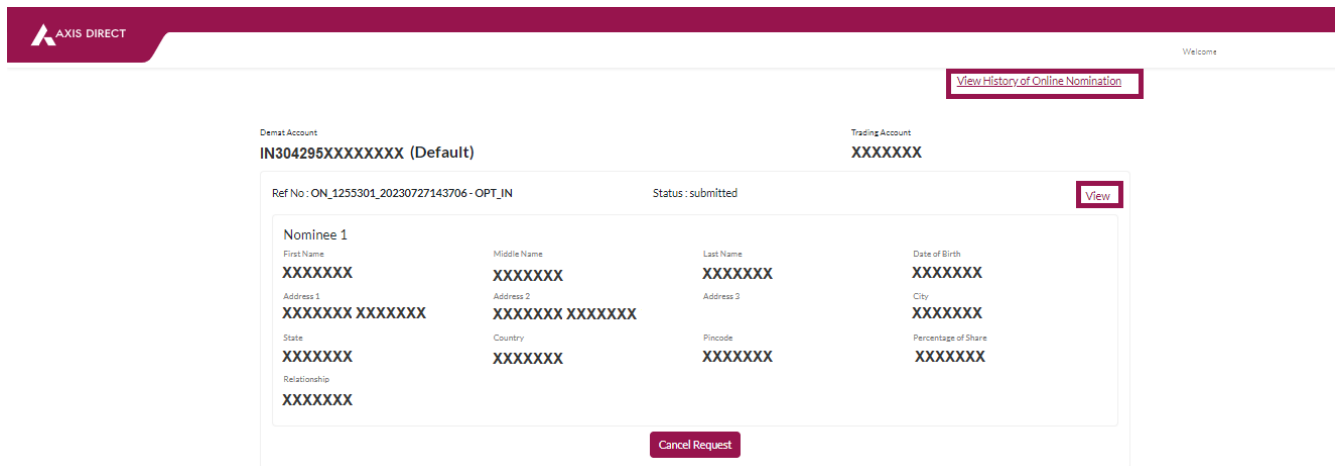 AXIS DIRECT
Welcome
View History of Online Nomination
Demat Account Trading Account
IN304295XXXXXXXX (Default) XXXXXXX
Ref No : ON_1255301_20230727143706 - OPT_IN Status : submitted View
Nominee 1
First Name Middle Name Last Name Date of Birth
XXXXXXX XXXXXXX XXXXXXX XXXXXXX
Address 1 Address 2 Address 3 City
XXXXXXX XXXXXXX XXXXXXX XXXXXXX XXXXXXX
State Country Pincode Percentage of Share
XXXXXXX XXXXXXX XXXXXXX XXXXXXX
Relationship
XXXXXXX
Cancel Request